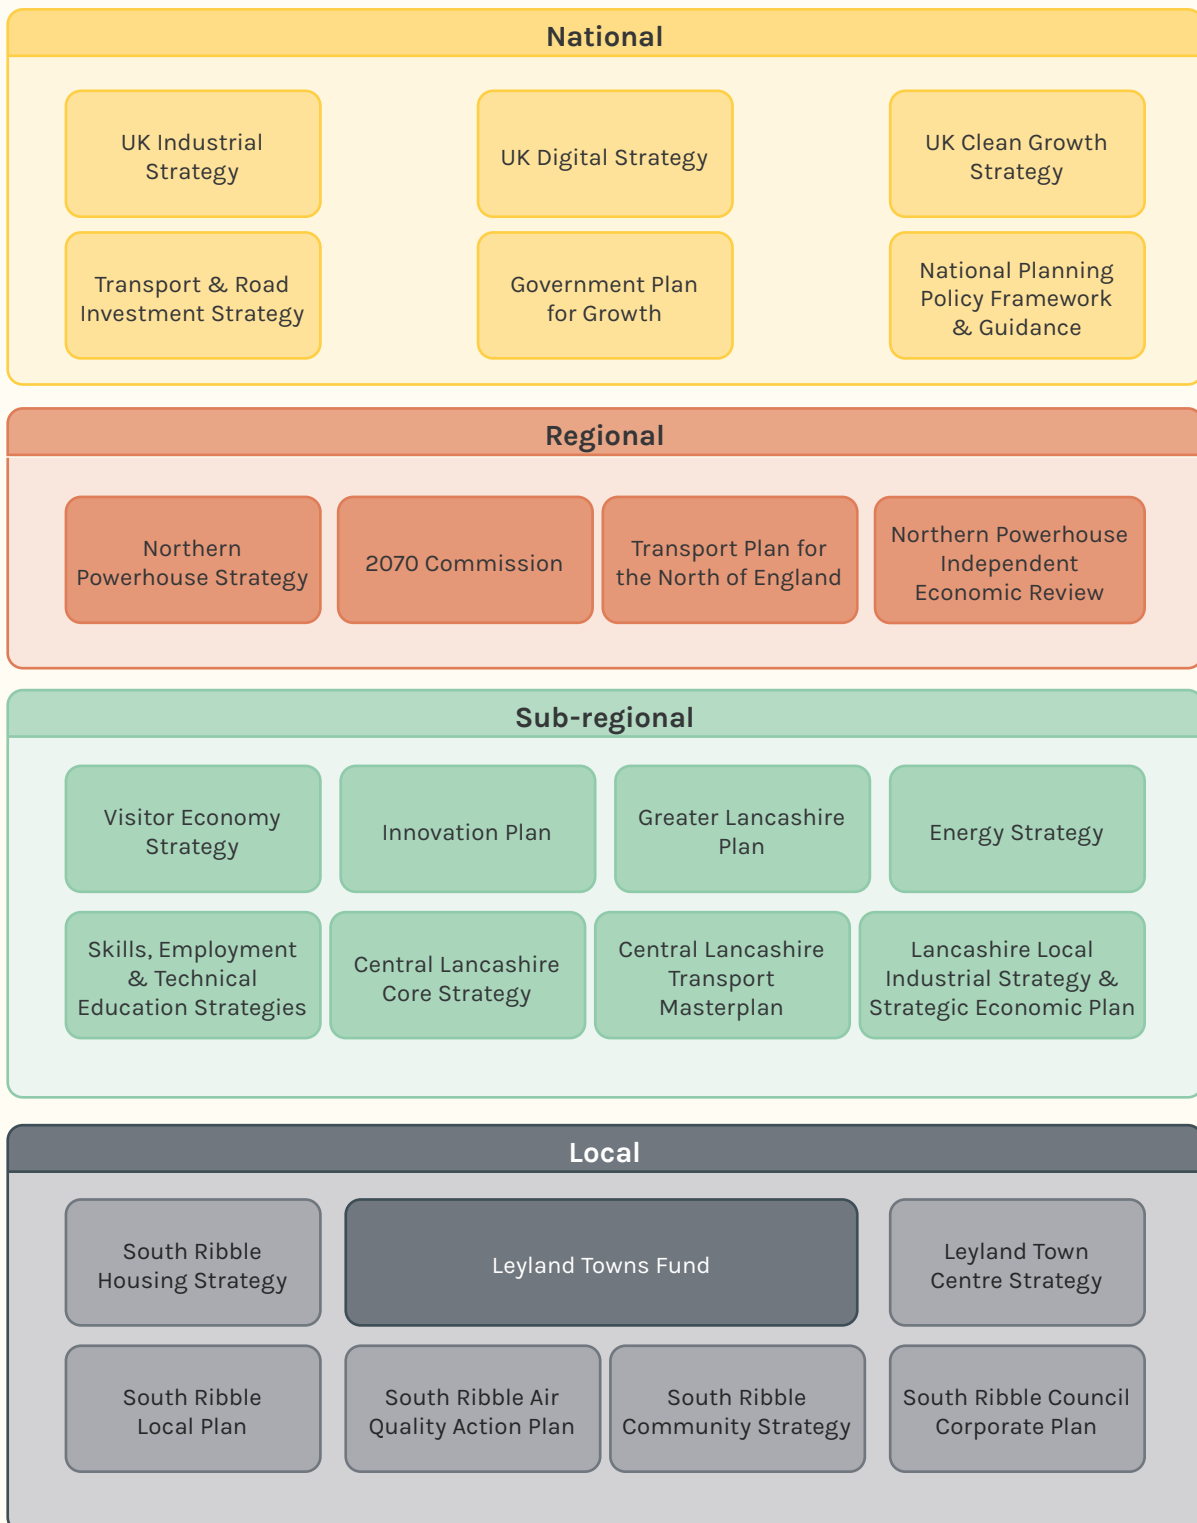 National
UK Industrial
Strategy
UK Digital Strategy
UK Clean Growth
Strategy
Transport & Road
Investment Strategy
Government Plan
for Growth
National Planning
Policy Framework
& Guidance
Regional
Northern
Powerhouse Strategy
2070 Commission
Transport Plan for
the North of England
Northern Powerhouse
Independent
Economic Review
Sub-regional
Visitor Economy
Strategy
Innovation Plan
Greater Lancashire
Plan
Energy Strategy
Skills, Employment
& Technical
Education Strategies
Central Lancashire
Core Strategy
Central Lancashire
Transport
Masterplan
Lancashire Local
Industrial Strategy &
Strategic Economic Plan
Local
South Ribble
Housing Strategy
Leyland Towns Fund
Leyland Town
Centre Strategy
South Ribble
Local Plan
South Ribble Air
Quality Action Plan
South Ribble
Community Strategy
South Ribble Council
Corporate Plan